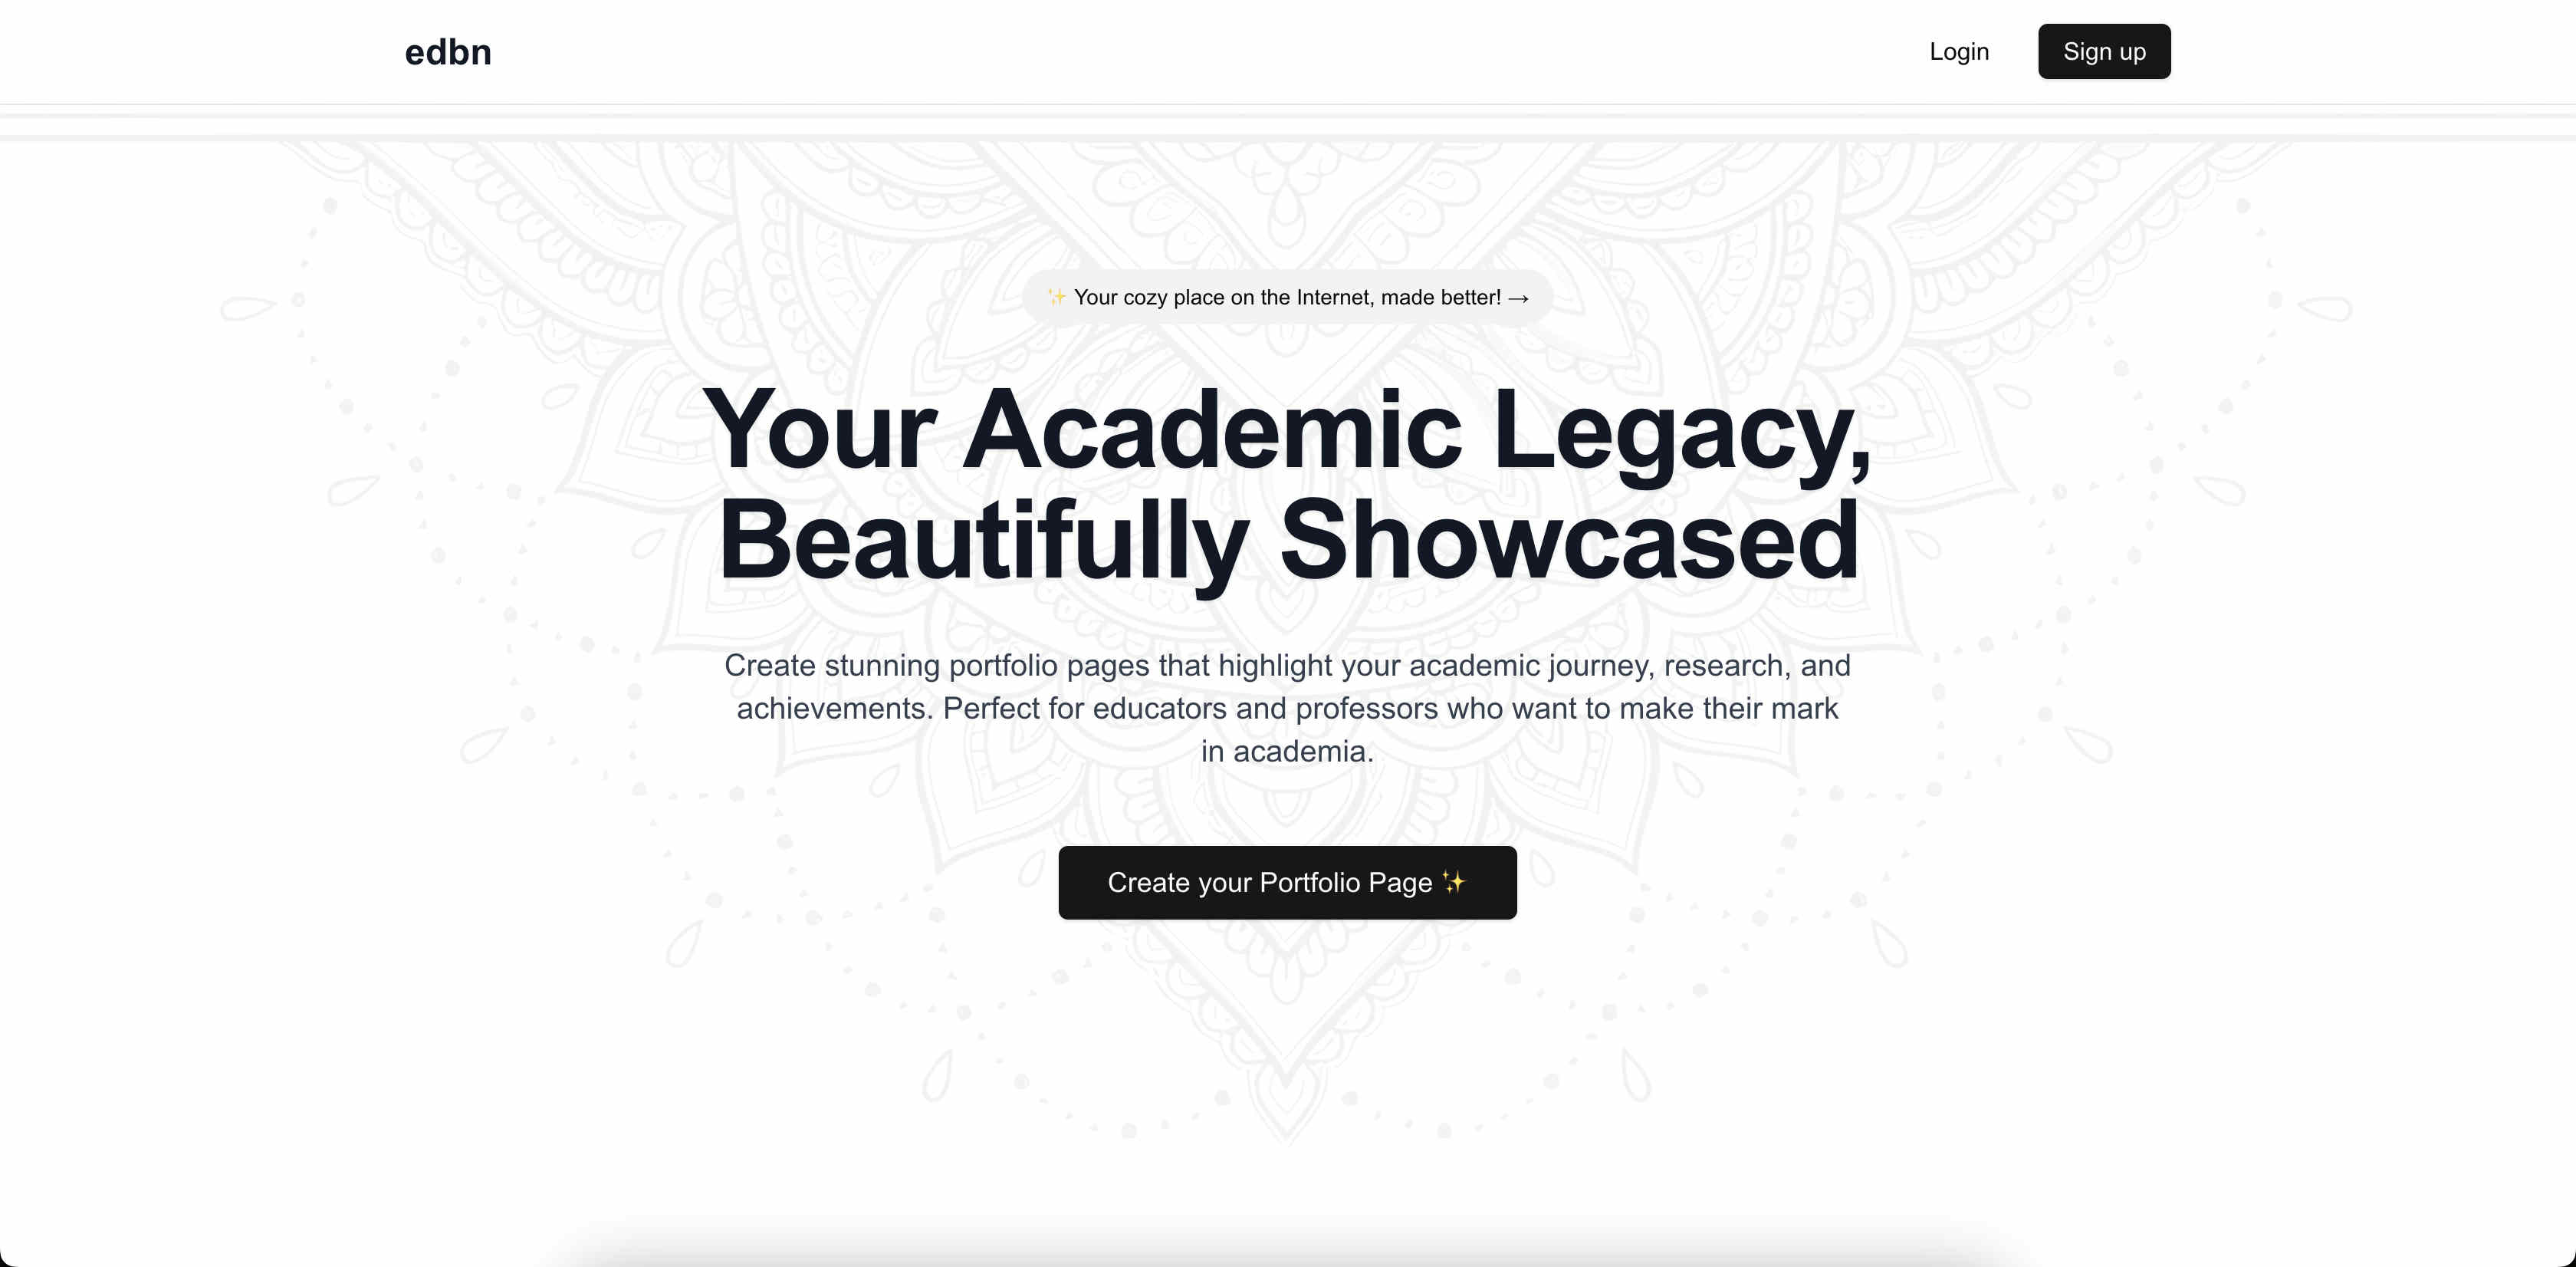 edbn
Login
Sign up
✨ Your cozy place on the Internet, made better! →
Your Academic Legacy,
Beautifully Showcased
Create stunning portfolio pages that highlight your academic journey, research, and
achievements. Perfect for educators and professors who want to make their mark
in academia.
Create your Portfolio Page ✨